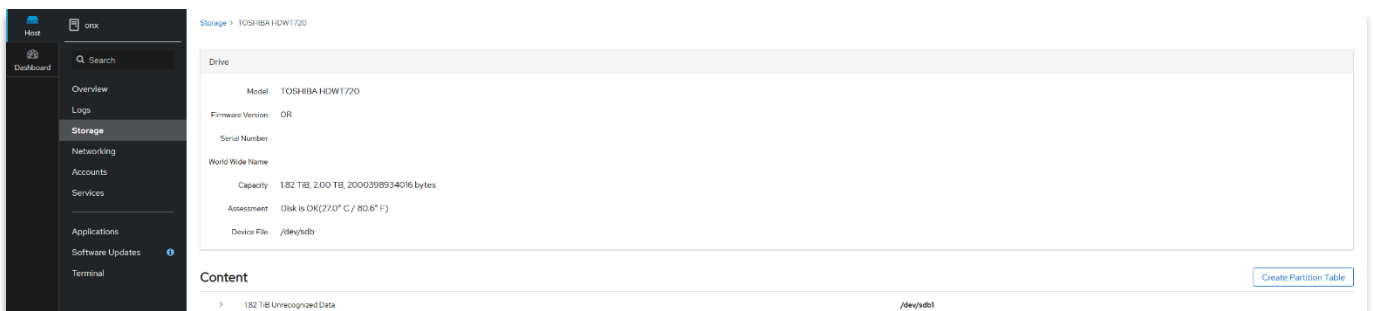 Host
Dashboard
onx
Search
Overview
Logs
Storage
Networking
Accounts
Services
Applications
Software Updates
Terminal
Storage > TOSHIBA HDWT720
Drive
Model TOSHIBA HDWT720
Firmware Version OR
Serial Number
World Wide Name
Capacity 1.82 TiB, 2.00 TB, 2000398934016 bytes
Assessment Disk is OK(27.0° C / 80.6° F)
Device File /dev/sdb
Content Create Partition Table
> 1.82 TiB Unrecognized Data /dev/sdb1